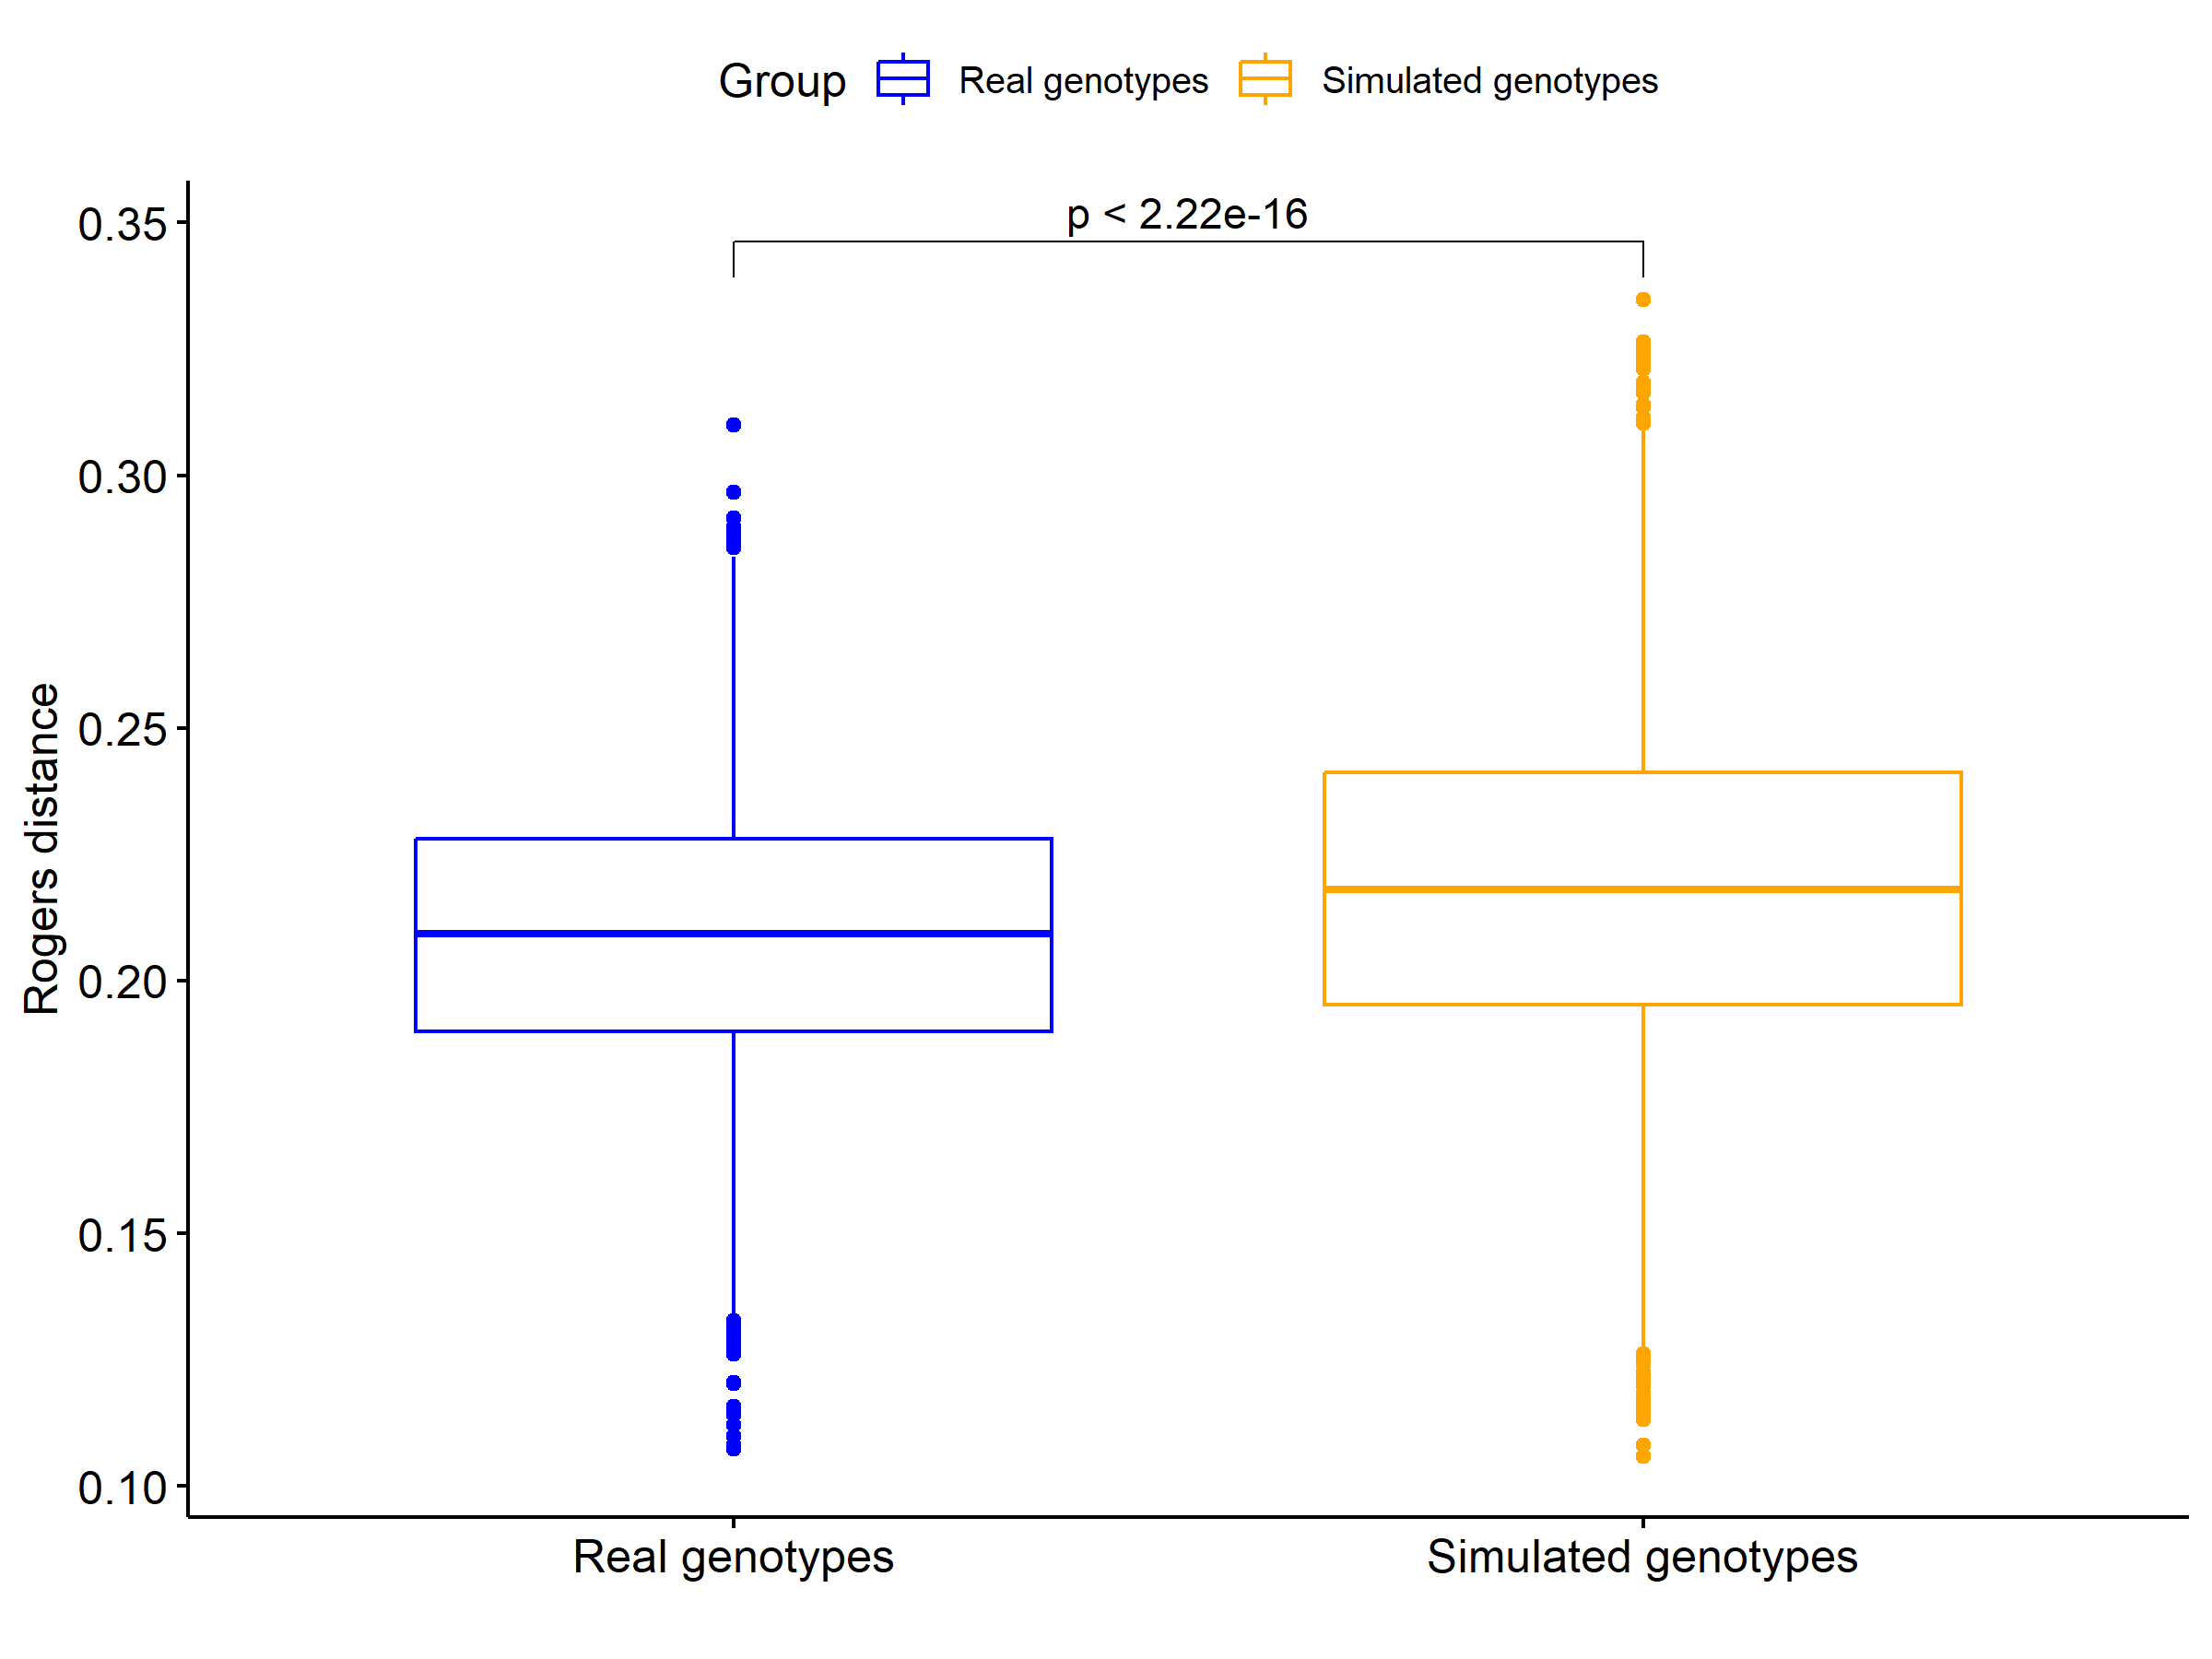 Group Real genotypes Simulated genotypes
p < 2.22e-16
0.35
0.30
0.25
0.20
0.15
0.10
Rogers distance
Real genotypes Simulated genotypes